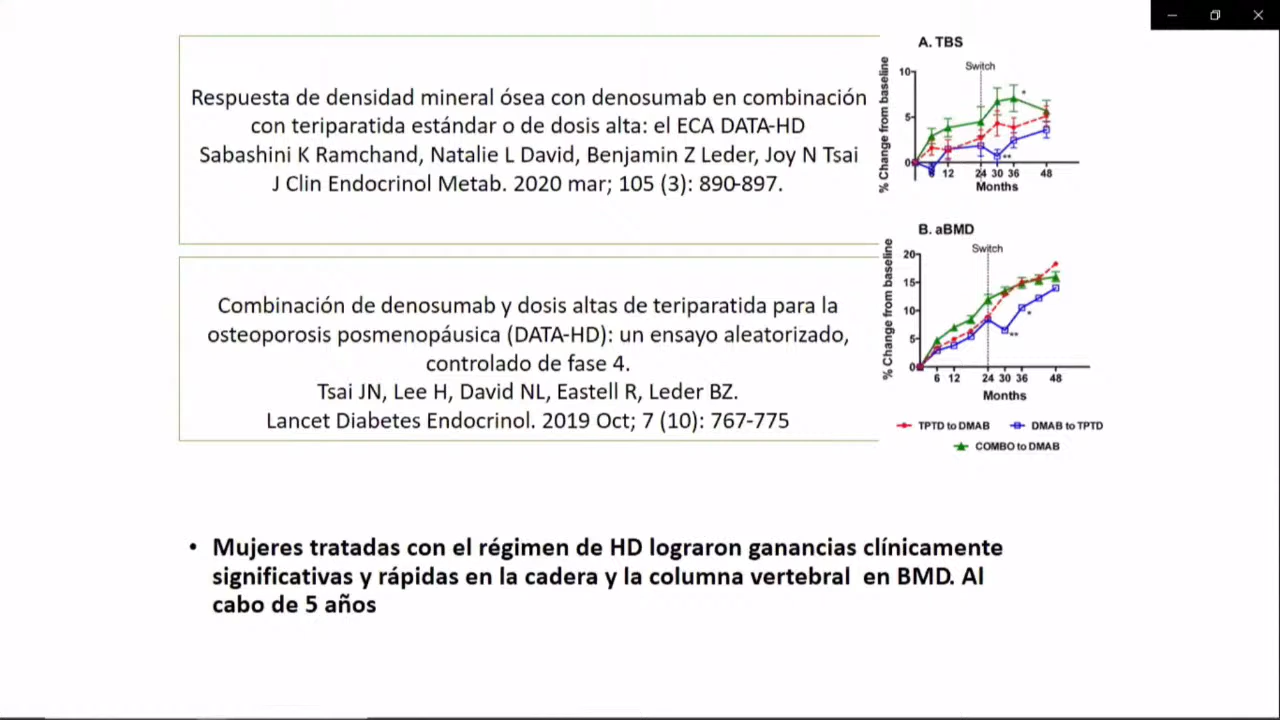 Respuesta de densidad mineral ósea con denosumab en combinación
con teriparatida estándar o de dosis alta: el ECA DATA-HD
Sabashini K Ramchand, Natalie L David, Benjamin Z Leder, Joy N Tsai
J Clin Endocrinol Metab. 2020 mar; 105 (3): 890-897.
Combinación de denosumab y dosis altas de teriparatida para la
osteoporosis posmenopáusica (DATA-HD): un ensayo aleatorizado,
controlado de fase 4.
Tsai JN, Lee H, David NL, Eastell R, Leder BZ.
Lancet Diabetes Endocrinol. 2019 Oct; 7 (10): 767-775
A. TBS
Switch
% Change from baseline
10
5
0
*
**
6 12 24 30 36 48
Months
B. aBMD
Switch
% Change from baseline
20
15
10
5
0
*
**
6 12 24 30 36 48
Months
TPTD to DMAB DMAB to TPTD
COMBO to DMAB
• Mujeres tratadas con el régimen de HD lograron ganancias clínicamente
significativas y rápidas en la cadera y la columna vertebral en BMD. Al
cabo de 5 años